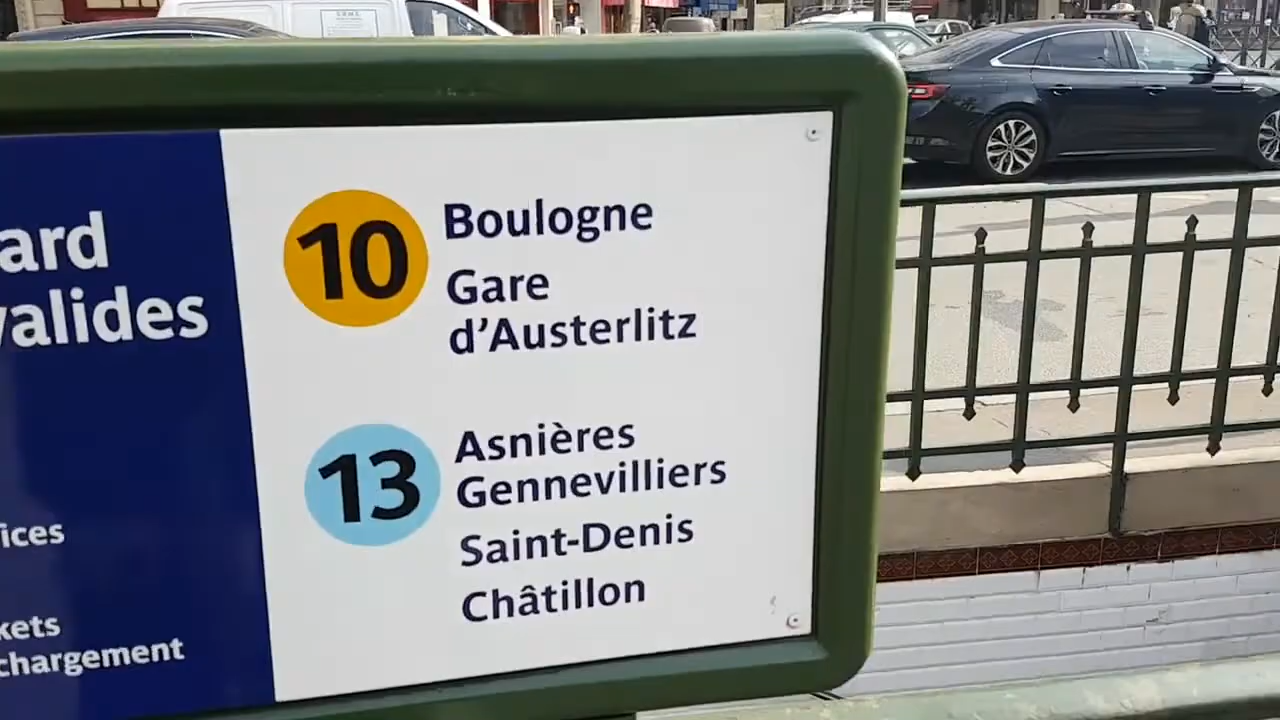 ard
valides
ices
kets
chargement
10
Boulogne
Gare
d'Austerlitz
13
Asnières
Gennevilliers
Saint-Denis
Châtillon